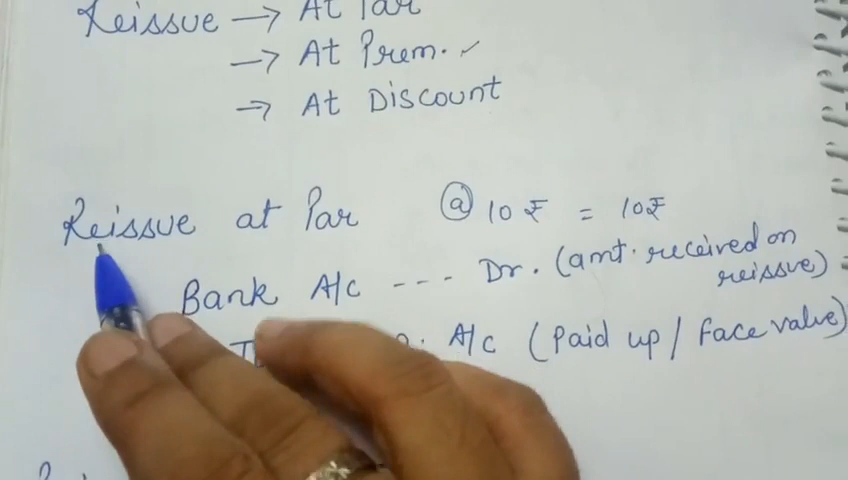 Reissue → At Par
→ At Prem. ✓
→ At Discount
Reissue at Par @ 10 ₹ = 10₹
Bank A/c --- Dr. (amt. received on
reissue)
A/c (Paid up / Face value)